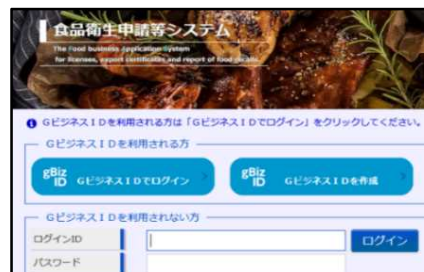 食品衛生申請等システム
The Food business Application System
for licenses, export certificates and report of food recalls
GビジネスIDを利用される方は「GビジネスIDでログイン」をクリックしてください。
GビジネスIDを利用される方
gBiz ID GビジネスIDでログイン
gBiz ID GビジネスIDを作成
GビジネスIDを利用されない方
ログインID
ログイン
パスワード